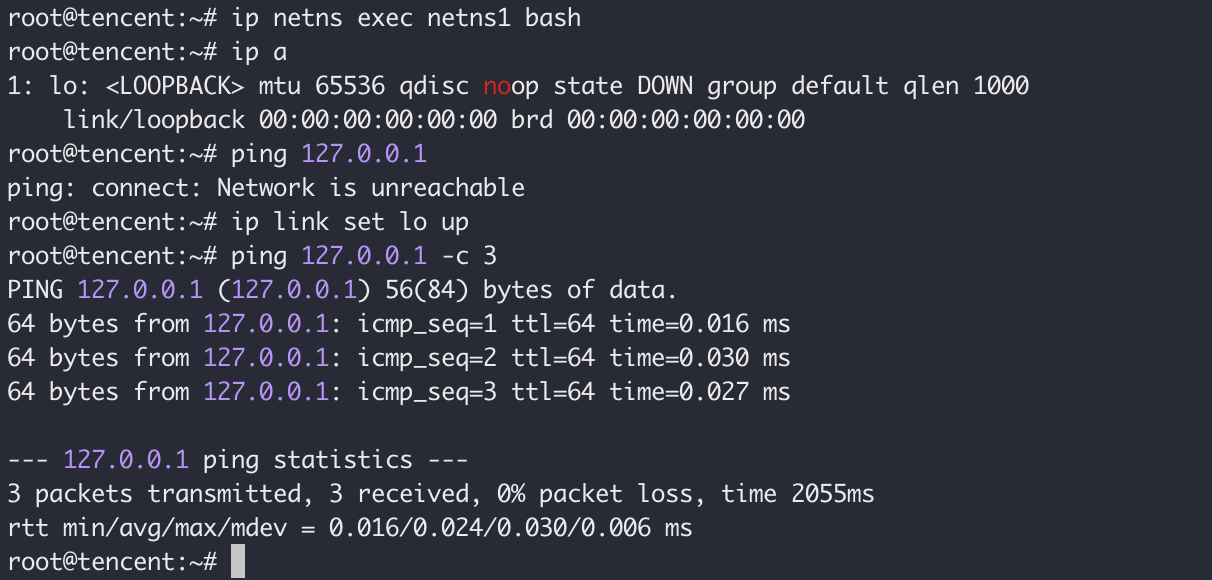 root@tencent:~# ip netns exec netns1 bash
root@tencent:~# ip a
1: lo: <LOOPBACK> mtu 65536 qdisc noop state DOWN group default qlen 1000
    link/loopback 00:00:00:00:00:00 brd 00:00:00:00:00:00
root@tencent:~# ping 127.0.0.1
ping: connect: Network is unreachable
root@tencent:~# ip link set lo up
root@tencent:~# ping 127.0.0.1 -c 3
PING 127.0.0.1 (127.0.0.1) 56(84) bytes of data.
64 bytes from 127.0.0.1: icmp_seq=1 ttl=64 time=0.016 ms
64 bytes from 127.0.0.1: icmp_seq=2 ttl=64 time=0.030 ms
64 bytes from 127.0.0.1: icmp_seq=3 ttl=64 time=0.027 ms

--- 127.0.0.1 ping statistics ---
3 packets transmitted, 3 received, 0% packet loss, time 2055ms
rtt min/avg/max/mdev = 0.016/0.024/0.030/0.006 ms
root@tencent:~#